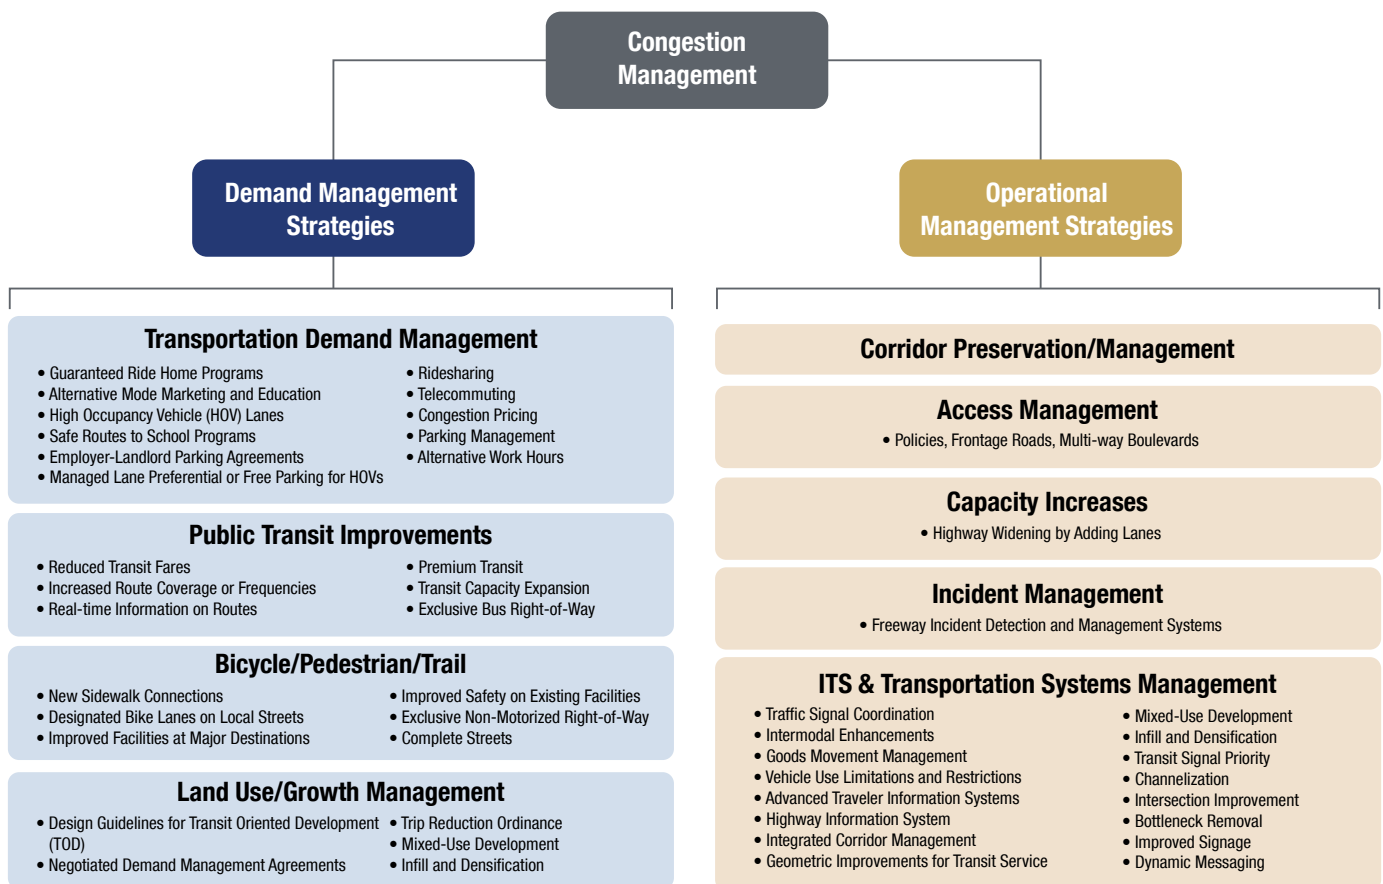 Congestion
Management
Demand Management
Strategies
Operational
Management Strategies
Transportation Demand Management
• Guaranteed Ride Home Programs
• Alternative Mode Marketing and Education
• High Occupancy Vehicle (HOV) Lanes
• Safe Routes to School Programs
• Employer-Landlord Parking Agreements
• Managed Lane Preferential or Free Parking for HOVs
• Ridesharing
• Telecommuting
• Congestion Pricing
• Parking Management
• Alternative Work Hours
Public Transit Improvements
• Reduced Transit Fares
• Increased Route Coverage or Frequencies
• Real-time Information on Routes
• Premium Transit
• Transit Capacity Expansion
• Exclusive Bus Right-of-Way
Bicycle/Pedestrian/Trail
• New Sidewalk Connections
• Designated Bike Lanes on Local Streets
• Improved Facilities at Major Destinations
• Improved Safety on Existing Facilities
• Exclusive Non-Motorized Right-of-Way
• Complete Streets
Land Use/Growth Management
• Design Guidelines for Transit Oriented Development
(TOD)
• Negotiated Demand Management Agreements
• Trip Reduction Ordinance
• Mixed-Use Development
• Infill and Densification
Corridor Preservation/Management
Access Management
• Policies, Frontage Roads, Multi-way Boulevards
Capacity Increases
• Highway Widening by Adding Lanes
Incident Management
• Freeway Incident Detection and Management Systems
ITS & Transportation Systems Management
• Traffic Signal Coordination
• Intermodal Enhancements
• Goods Movement Management
• Vehicle Use Limitations and Restrictions
• Advanced Traveler Information Systems
• Highway Information System
• Integrated Corridor Management
• Geometric Improvements for Transit Service
• Mixed-Use Development
• Infill and Densification
• Transit Signal Priority
• Channelization
• Intersection Improvement
• Bottleneck Removal
• Improved Signage
• Dynamic Messaging